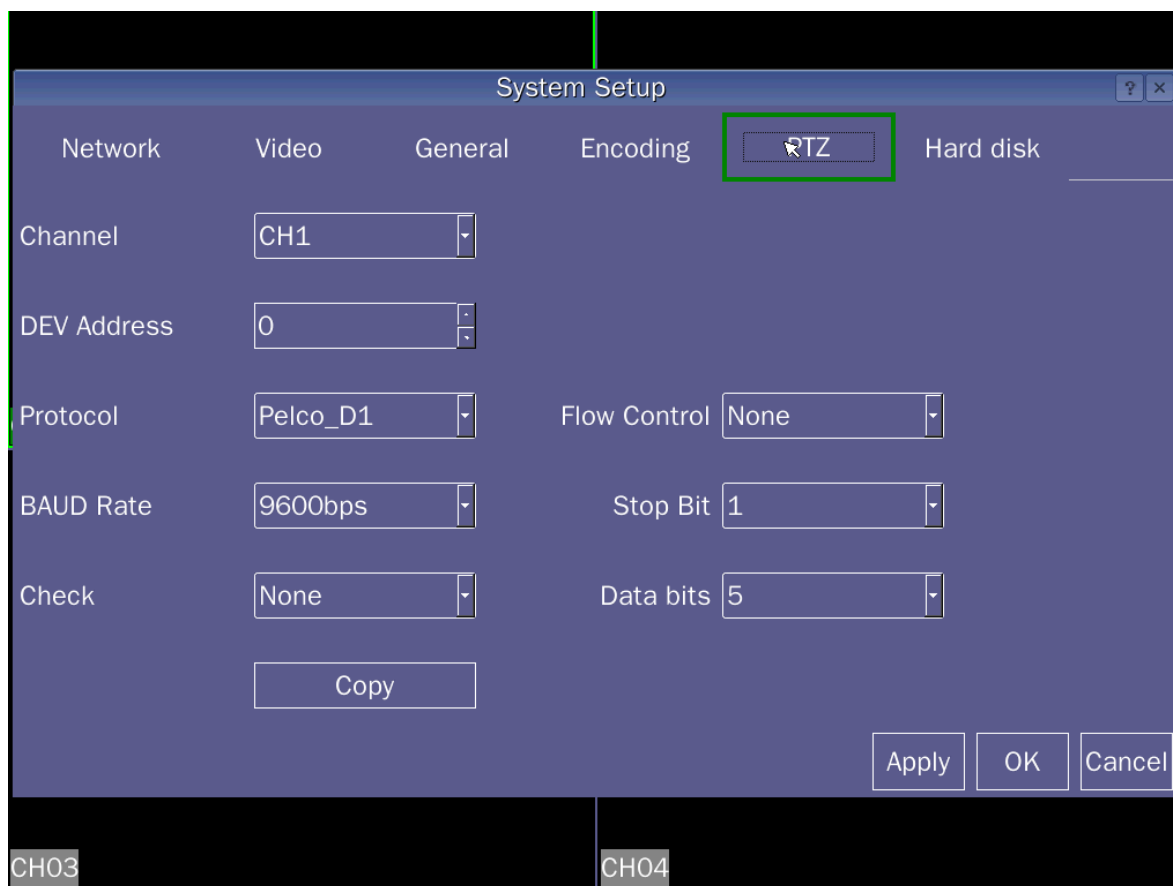 System Setup
? ×
Network Video General Encoding PTZ Hard disk
Channel CH1
DEV Address 0
Protocol Pelco_D1 Flow Control None
BAUD Rate 9600bps Stop Bit 1
Check None Data bits 5
Copy
Apply OK Cancel
CH03 CH04